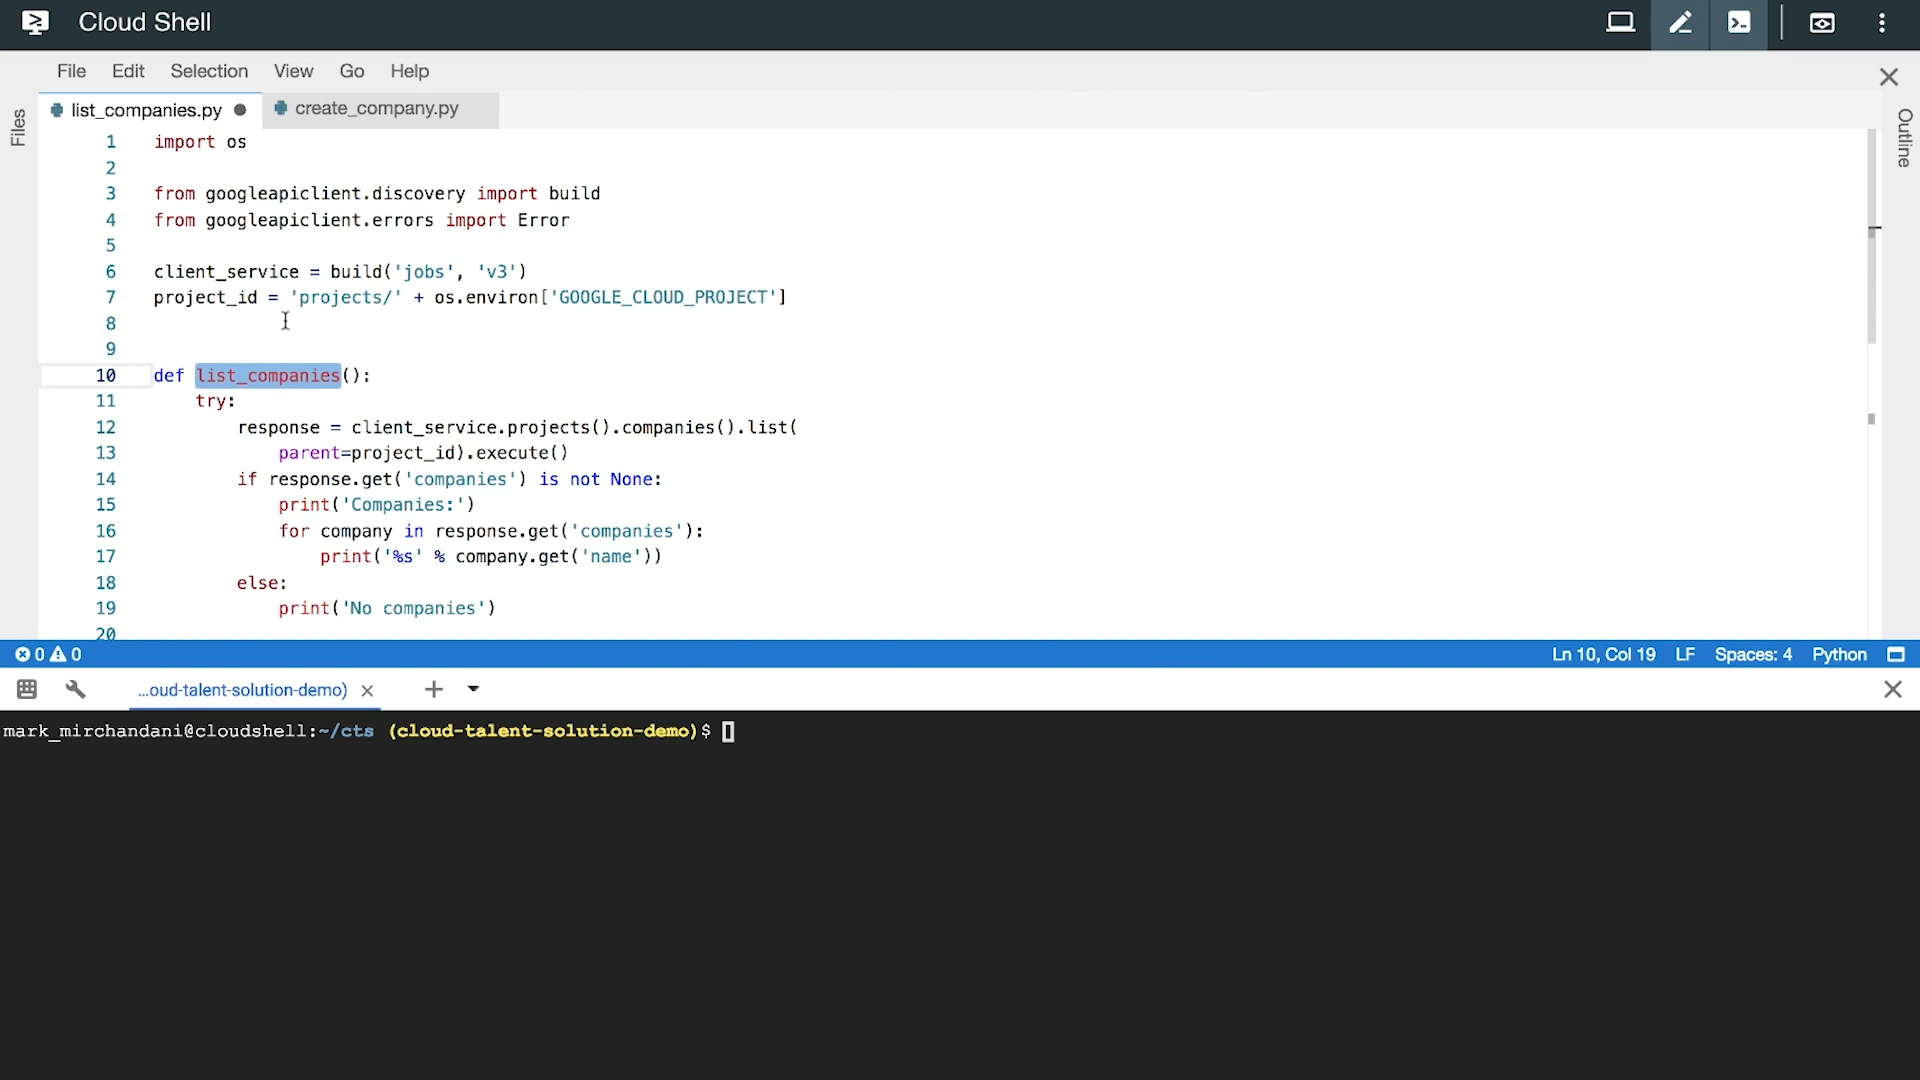 Cloud Shell
File Edit Selection View Go Help
Files
list_companies.py create_company.py
Outline
1 import os
2
3 from googleapiclient.discovery import build
4 from googleapiclient.errors import Error
5
6 client_service = build('jobs', 'v3')
7 project_id = 'projects/' + os.environ['GOOGLE_CLOUD_PROJECT']
8
9
10 def list_companies():
11 try:
12 response = client_service.projects().companies().list(
13 parent=project_id).execute()
14 if response.get('companies') is not None:
15 print('Companies:')
16 for company in response.get('companies'):
17 print('%s' % company.get('name'))
18 else:
19 print('No companies')
20
0 0 Ln 10, Col 19 LF Spaces: 4 Python
...oud-talent-solution-demo)
mark_mirchandani@cloudshell:~/cts (cloud-talent-solution-demo)$